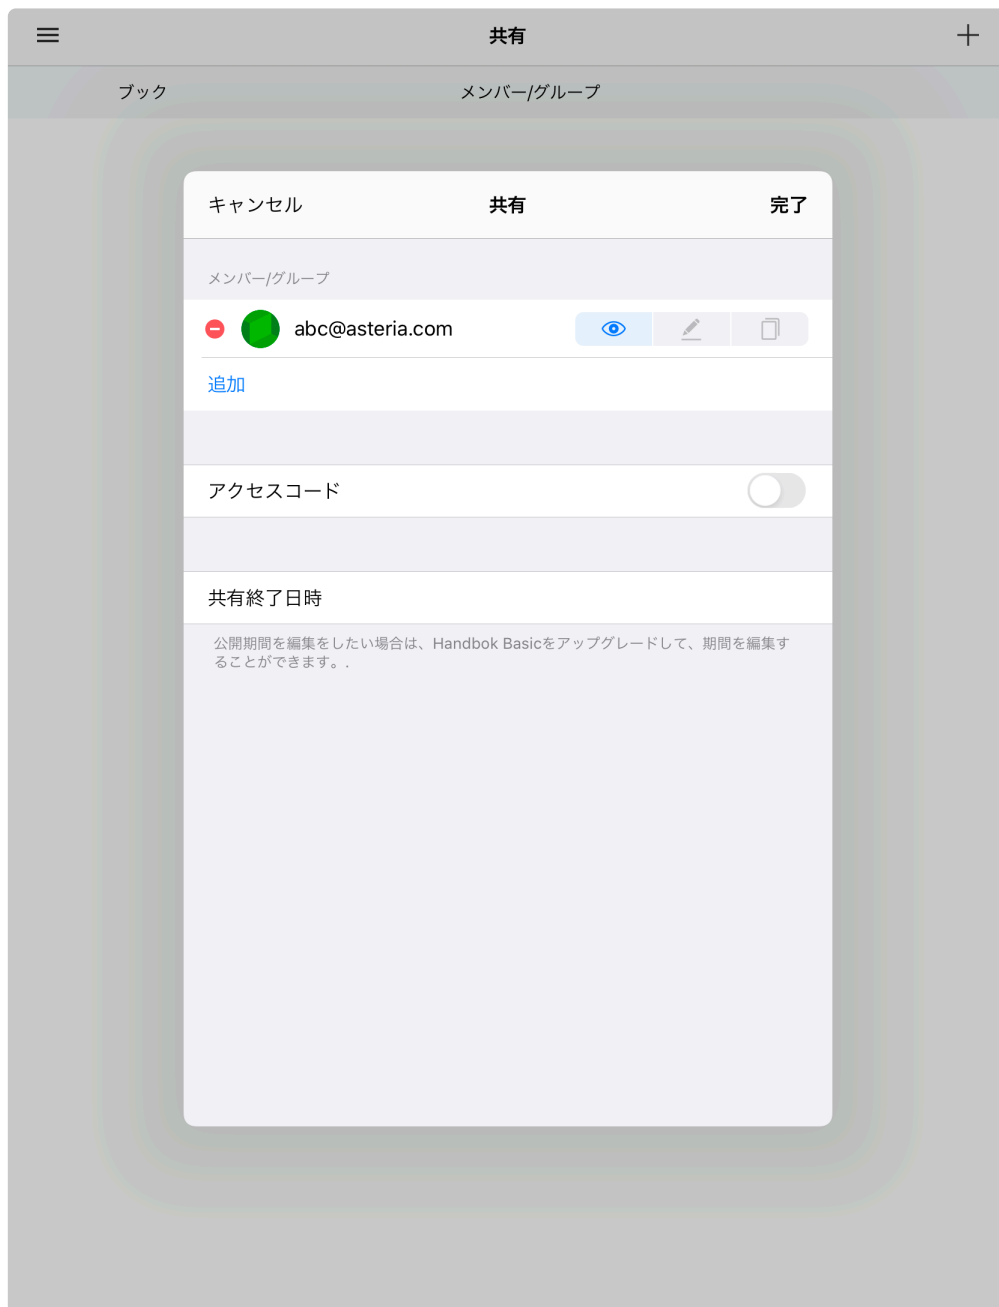 共有
ブック
メンバー/グループ
キャンセル
共有
完了
メンバー/グループ
abc@asteria.com
追加
アクセスコード
共有終了日時
公開期間を編集をしたい場合は、Handbok Basicをアップグレードして、期間を編集す
ることができます。.